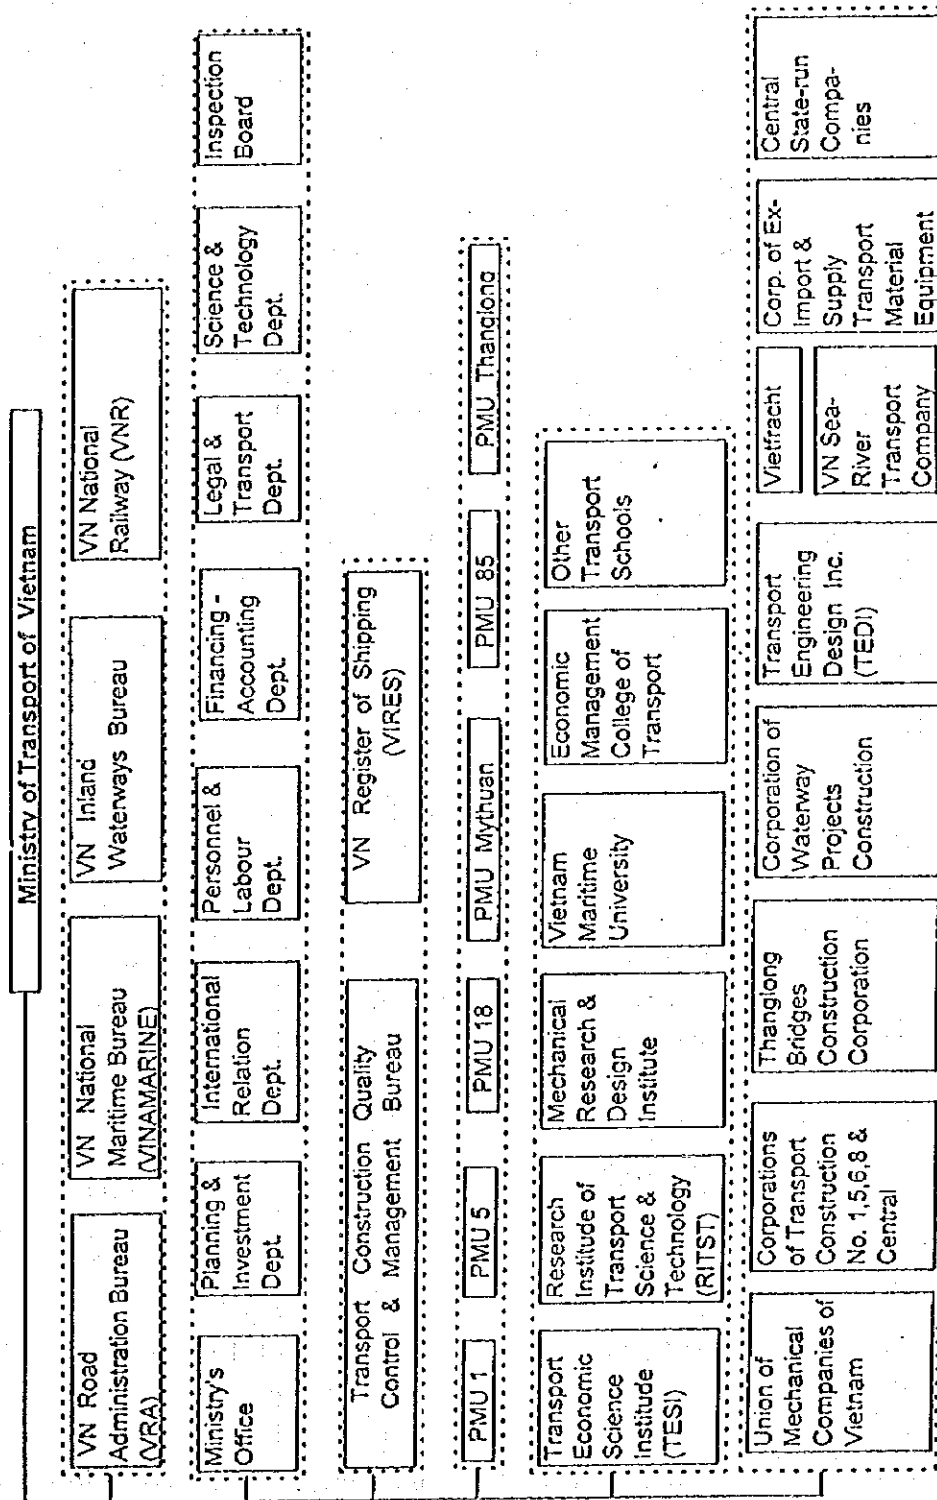 Ministry of Transport of Vietnam
VN Road
Administration Bureau
(VRA)
VN National
Maritime Bureau
(VINAMARINE)
VN Inland
Waterways Bureau
VN National
Railway (VNR)
Ministry's
Office
Planning &
Investment
Dept.
International
Relation
Dept.
Personnel &
Labour
Dept.
Financing -
Accounting
Dept.
Legal &
Transport
Dept.
Science &
Technology
Dept.
Inspection
Board
Transport Construction Quality
Control & Management Bureau
VN Register of Shipping
(VIRES)
PMU 1
PMU 5
PMU 18
PMU Mythuan
PMU 85
PMU Thanglong
Transport
Economic
Science
Institude
(TESI)
Research
Institude of
Transport
Science &
Technology
(RITST)
Mechanical
Research &
Design
Institute
Vietnam
Maritime
University
Economic
Management
College of
Transport
Other
Transport
Schools
Union of
Mechanical
Companies of
Vietnam
Corporations
of Transport
Construction
No. 1,5,6,8 &
Central
Thanglong
Bridges
Construction
Corporation
Corporation of
Waterway
Projects
Construction
Transport
Engineering
Design Inc.
(TEDI)
Vietfracht
VN Sea-
River
Transport
Company
Corp. of Ex-
Import &
Supply
Transport
Material
Equipment
Central
State-run
Compa-
nies